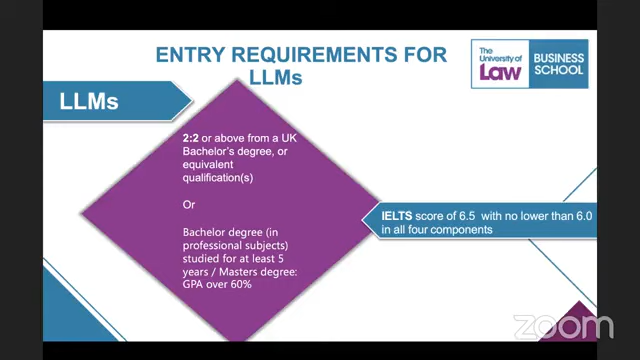 ENTRY REQUIREMENTS FOR
LLMs
The
University of
Law
BUSINESS
SCHOOL
LLMs
2:2 or above from a UK
Bachelor's degree, or
equivalent
qualification(s)
Or
Bachelor degree (in
professional subjects)
studied for at least 5
years / Masters degree:
GPA over 60%
IELTS score of 6.5 with no lower than 6.0
in all four components
zoom